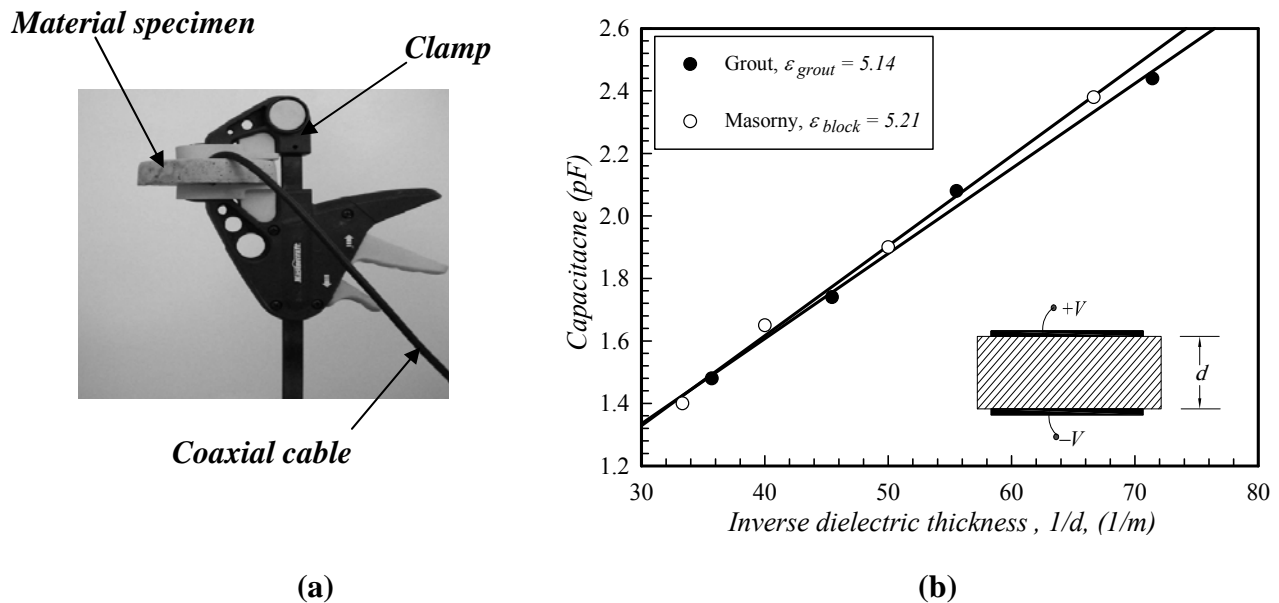 Material specimen
Clamp
Coaxial cable
(a)
2.6
2.4
2.2
2.0
1.8
1.6
1.4
1.2
Capacitacne (pF)
Grout, ε grout = 5.14
Masorny, ε block = 5.21
+V
d
–V
30 40 50 60 70 80
Inverse dielectric thickness , 1/d, (1/m)
(b)